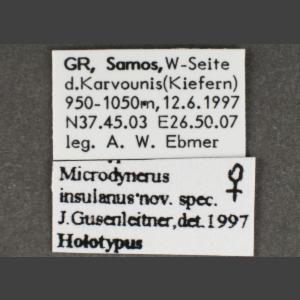 GR, Samos, W-Seite
d.Karvounis(Kiefern)
950-1050m, 12.6.1997
N37.45.03 E26.50.07
leg. A. W. Ebmer
Microdynerus ♀
insulanus nov. spec.
J.Gusenleitner,det.1997
Holotypus